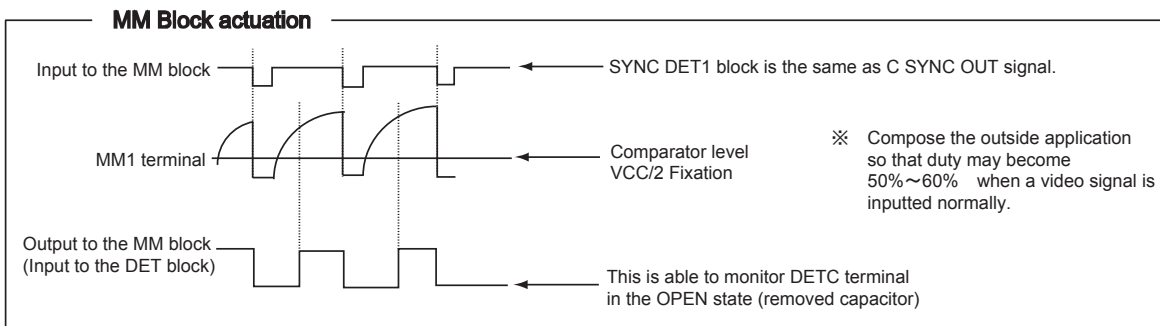 MM Block actuation
Input to the MM block
SYNC DET1 block is the same as C SYNC OUT signal.
MM1 terminal
Comparator level
VCC/2 Fixation
※ Compose the outside application
so that duty may become
50%～60% when a video signal is
inputted normally.
Output to the MM block
(Input to the DET block)
This is able to monitor DETC terminal
in the OPEN state (removed capacitor)